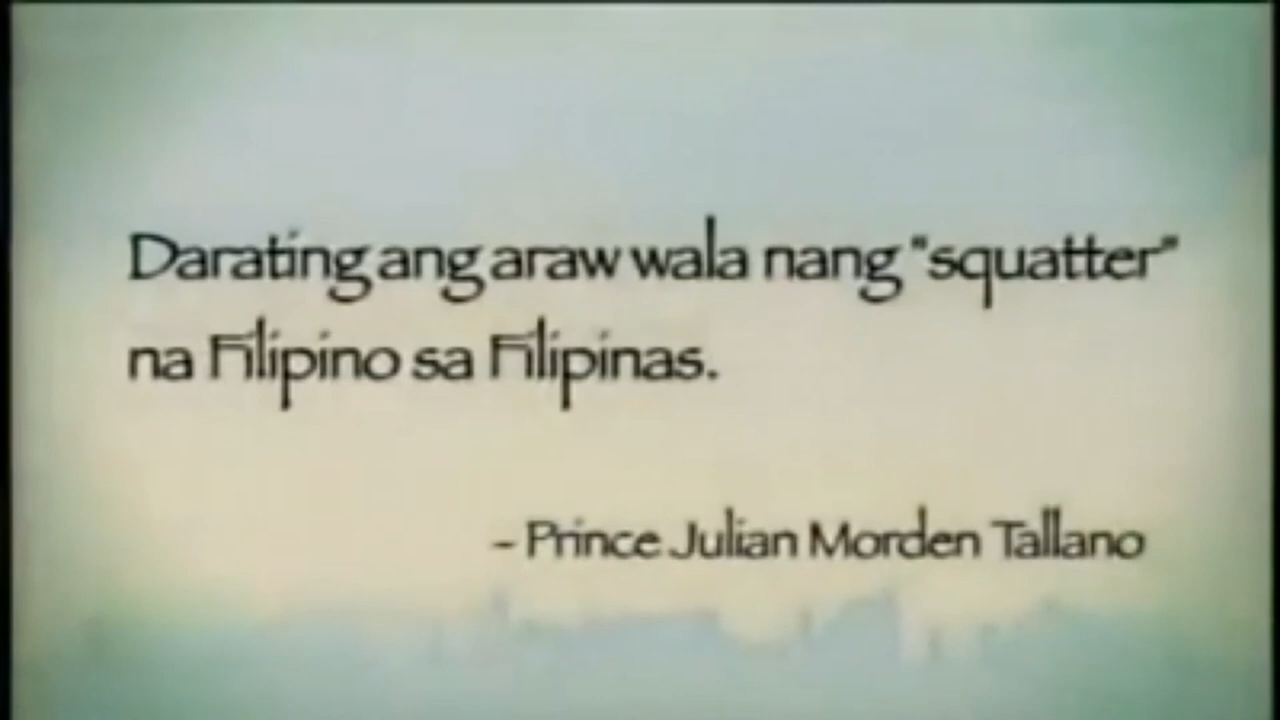 Darating ang araw wala nang "squatter"
na Filipino sa Filipinas.
- Prince Julian Morden Tallano